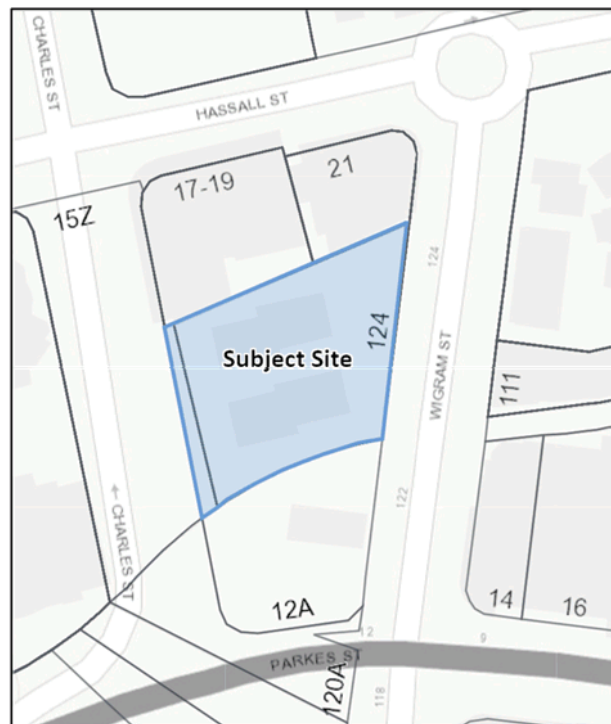 CHARLES ST
HASSALL ST
17-19
21
15Z
124
124
Subject Site
WIGRAM ST
111
122
CHARLES ST
12A
14
16
12
9
PARKES ST
120A
118